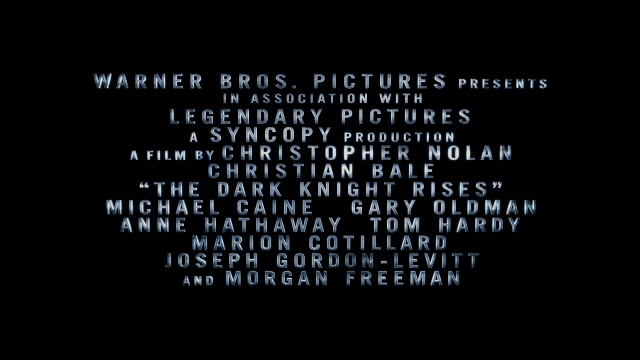 WARNER BROS. PICTURES PRESENTS
IN ASSOCIATION WITH
LEGENDARY PICTURES
A SYNCOPY PRODUCTION
A FILM BY CHRISTOPHER NOLAN
CHRISTIAN BALE
“THE DARK KNIGHT RISES”
MICHAEL CAINE GARY OLDMAN
ANNE HATHAWAY TOM HARDY
MARION COTILLARD
JOSEPH GORDON-LEVITT
AND MORGAN FREEMAN